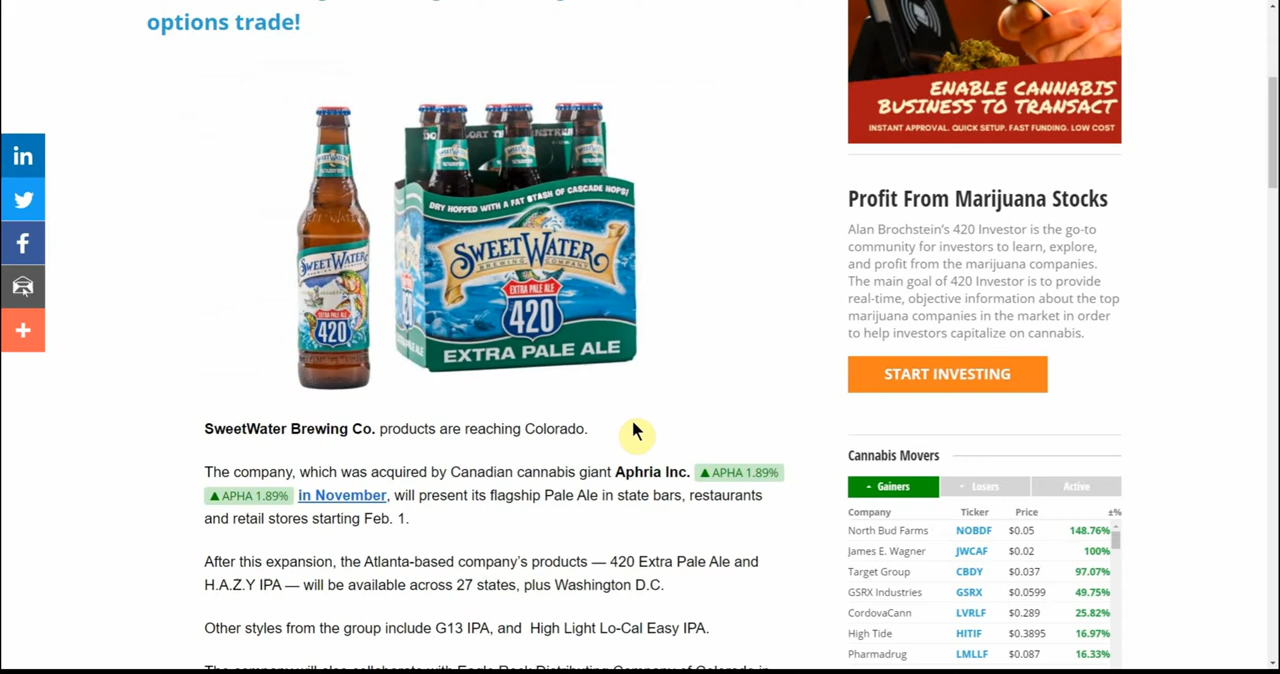 options trade!
DRY HOPPED WITH A FAT STASH OF CASCADE HOPS!
SWEETWATER
BREWING COMPANY
EXTRA PALE ALE
420
EXTRA PALE ALE
SWEETWATER
420
SweetWater Brewing Co. products are reaching Colorado.
The company, which was acquired by Canadian cannabis giant Aphria Inc. ▲ APHA 1.89%
▲ APHA 1.89% in November, will present its flagship Pale Ale in state bars, restaurants
and retail stores starting Feb. 1.
After this expansion, the Atlanta-based company’s products — 420 Extra Pale Ale and
H.A.Z.Y IPA — will be available across 27 states, plus Washington D.C.
Other styles from the group include G13 IPA, and High Light Lo-Cal Easy IPA.
in
f
+
ENABLE CANNABIS
BUSINESS TO TRANSACT
INSTANT APPROVAL. QUICK SETUP. FAST FUNDING. LOW COST
Profit From Marijuana Stocks
Alan Brochstein's 420 Investor is the go-to
community for investors to learn, explore,
and profit from the marijuana companies.
The main goal of 420 Investor is to provide
real-time, objective information about the top
marijuana companies in the market in order
to help investors capitalize on cannabis.
START INVESTING
Cannabis Movers
Gainers Losers Active
Company Ticker Price ±%
North Bud Farms NOBDF $0.05 148.76%
James E. Wagner JWCAF $0.02 100%
Target Group CBDY $0.037 97.07%
GSRX Industries GSRX $0.0599 49.75%
CordovaCann LVRLF $0.289 25.82%
High Tide HITIF $0.3895 16.97%
Pharmadrug LMLLF $0.087 16.33%